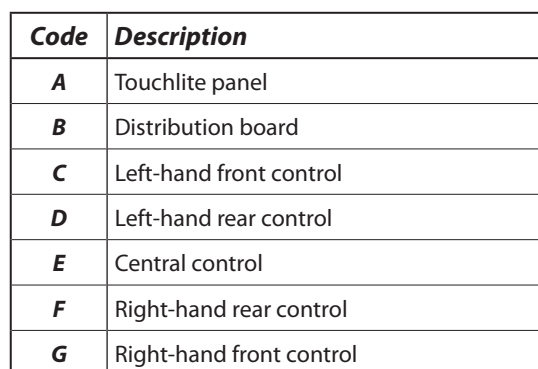 Code Description
A Touchlite panel
B Distribution board
C Left-hand front control
D Left-hand rear control
E Central control
F Right-hand rear control
G Right-hand front control